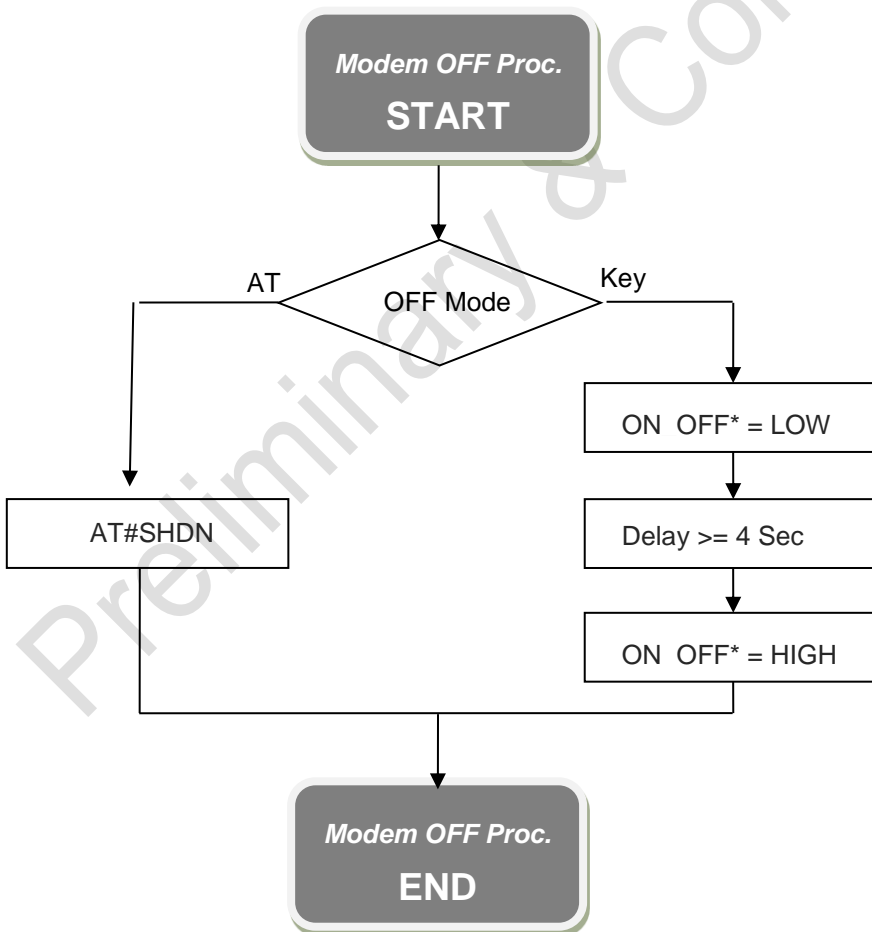 Modem OFF Proc.
START
OFF Mode
AT
Key
AT#SHDN
ON OFF* = LOW
Delay >= 4 Sec
ON OFF* = HIGH
Modem OFF Proc.
END
Preliminary &